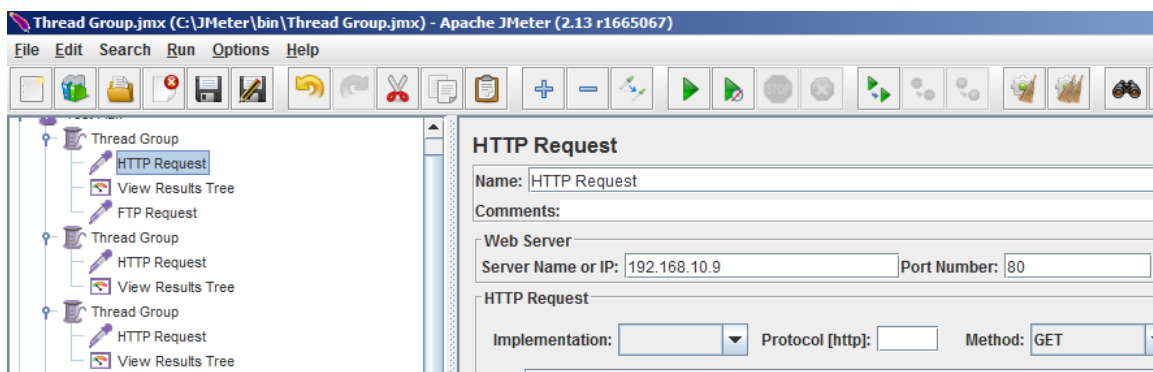 Thread Group.jmx (C:\JMeter\bin\Thread Group.jmx) - Apache JMeter (2.13 r1665067)
File Edit Search Run Options Help
STOP
Thread Group
HTTP Request
View Results Tree
FTP Request
Thread Group
HTTP Request
View Results Tree
Thread Group
HTTP Request
View Results Tree
HTTP Request
Name: HTTP Request
Comments:
Web Server
Server Name or IP: 192.168.10.9 Port Number: 80
HTTP Request
Implementation: Protocol [http]: Method: GET